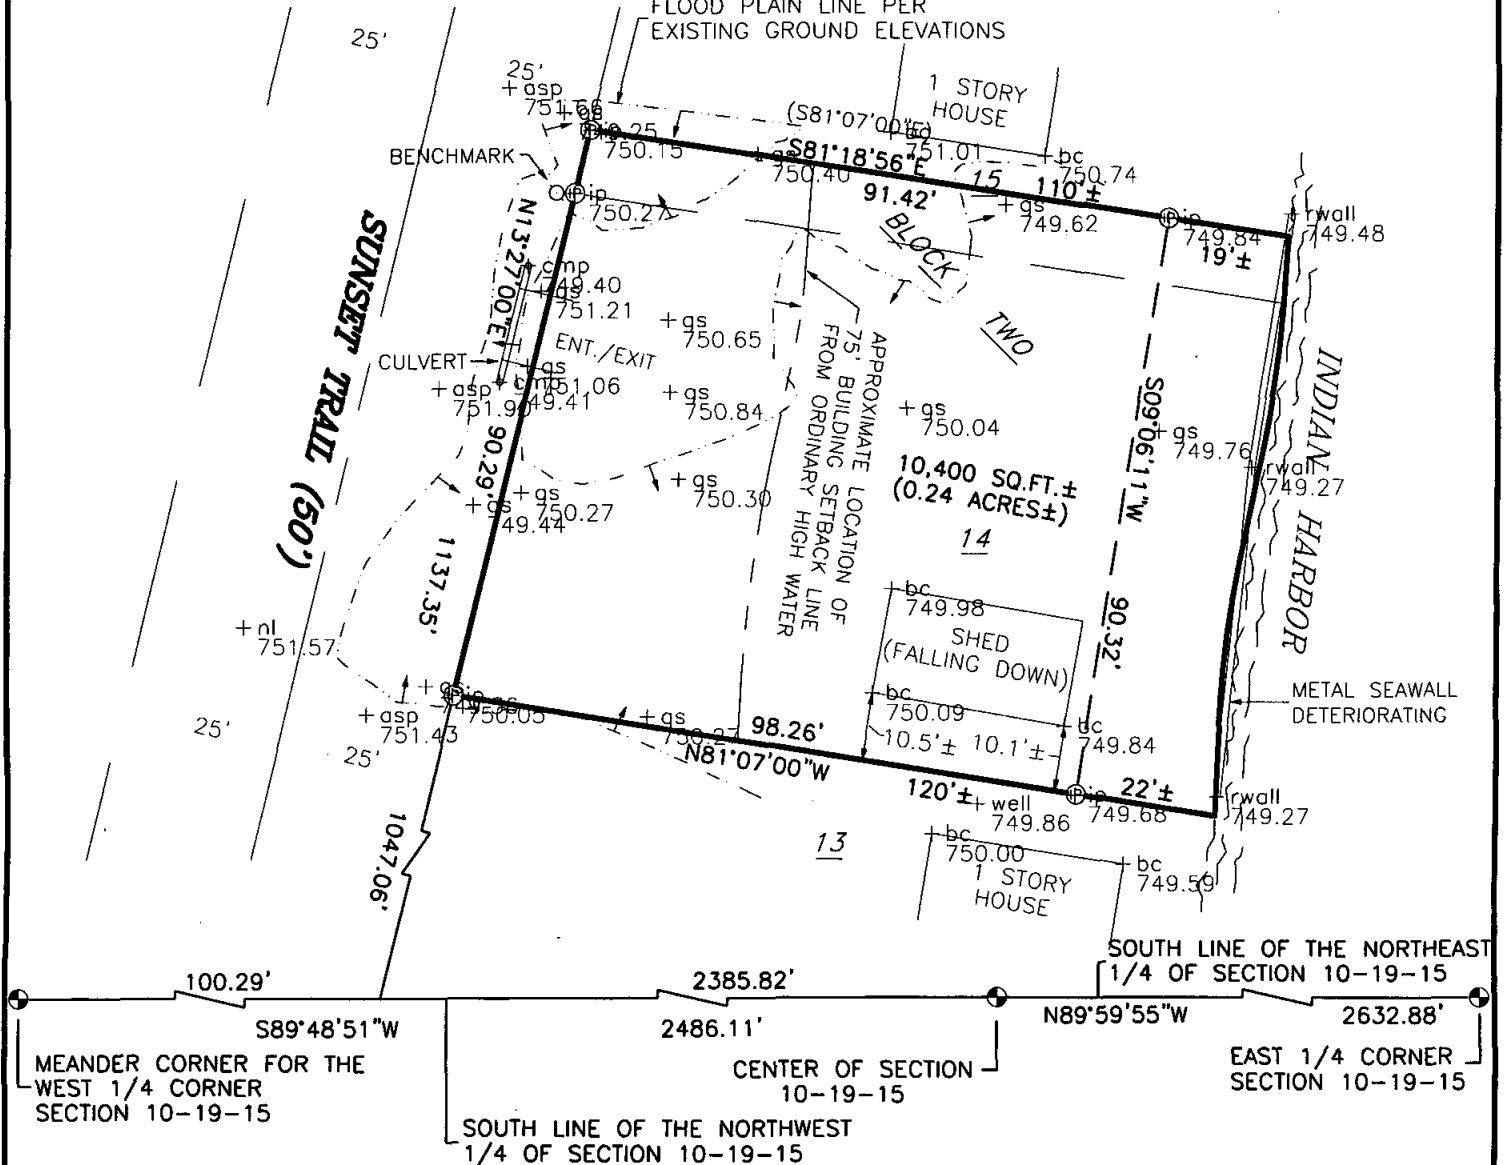 FLOOD PLAIN LINE PER
EXISTING GROUND ELEVATIONS
25'
25'
asp
751.66
gs
1 STORY
HOUSE
(S81°07'00"E)
BENCHMARK
750.15
gs
750.40
S81°18'56"E
91.42'
751.01
bc
750.74
15
110'±
gs
749.62
ip
749.84
19'±
rwall
749.48
ip
750.27
N13°27'00"E
BLOCK
TWO
cmp
749.40
gs
751.21
ENT./EXIT
gs
750.65
CULVERT
gs
751.06
asp
751.90
cmp
749.41
gs
750.84
gs
750.04
APPROXIMATE LOCATION OF
75' BUILDING SETBACK LINE
FROM ORDINARY HIGH WATER
SUNSET TRAIL (50')
S09°06'11"W
90.32'
gs
749.76
rwall
749.27
INDIAN HARBOR
90.29'
10,400 SQ.FT.±
(0.24 ACRES±)
14
gs
750.27
gs
749.44
gs
750.30
1137.35'
bc
749.98
SHED
(FALLING DOWN)
nl
751.57
METAL SEAWALL
DETERIORATING
gs
ip
750.05
asp
751.43
25'
25'
gs
750.27
98.26'
N81°07'00"W
bc
750.09
10.5'±
10.1'±
bc
749.84
120'±
ip
749.68
22'±
rwall
749.27
well
749.86
13
bc
750.00
bc
749.59
1 STORY
HOUSE
1047.06'
SOUTH LINE OF THE NORTHEAST
1/4 OF SECTION 10-19-15
100.29'
2385.82'
S89°48'51"W
2486.11'
N89°59'55"W
2632.88'
MEANDER CORNER FOR THE
WEST 1/4 CORNER
SECTION 10-19-15
CENTER OF SECTION
10-19-15
EAST 1/4 CORNER
SECTION 10-19-15
SOUTH LINE OF THE NORTHWEST
1/4 OF SECTION 10-19-15